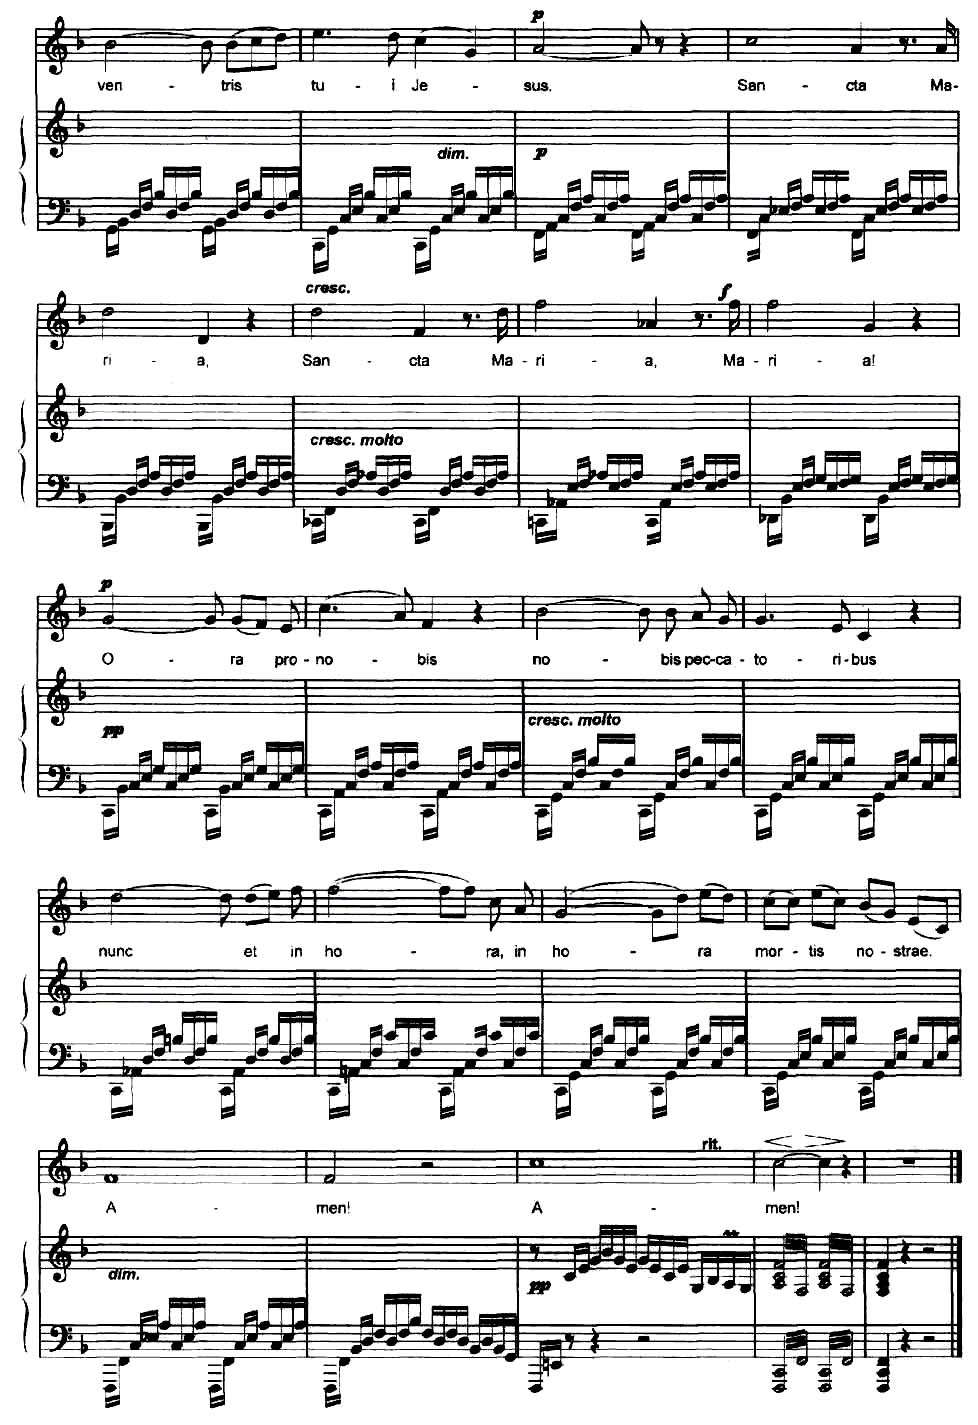 p
ven - tris tu - i Je - sus. San - cta Ma-
dim. p
cresc. f
ri - a, San - cta Ma - ri - a, Ma - ri - a!
cresc. molto
p
O - ra pro - no - bis no - bis pec-ca - to - ri-bus
pp cresc. molto
nunc et in ho - ra, in ho - ra mor - tis no - strae.
rit.
A - men! A - men!
dim. pp